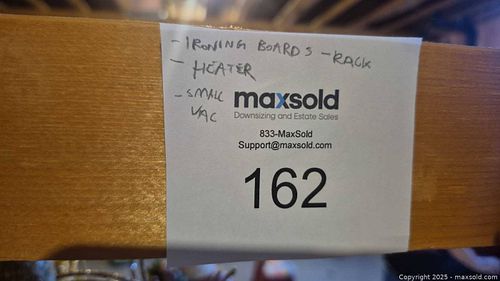 - IRONING BOARDS - RACK
- HEATER
- SMALL
VAC
maxsold
Downsizing and Estate Sales
833-MaxSold
Support@maxsold.com
162
Copyright 2025 - maxsold.com